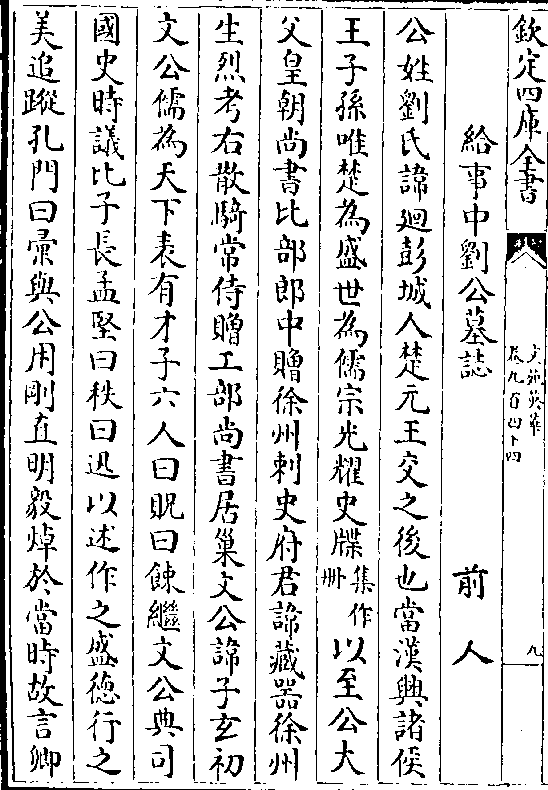 欽定四庫全書
文苑英華
卷九百四十四
九
給事中劉公墓誌 前人
公姓劉氏諱廻彭城人楚元王交之後也當漢興諸侯
王子孫唯楚為盛世為儒宗光耀史牒集作冊以至公大
父皇朝尚書比部郎中贈徐州刺史府君諱藏器徐州
生烈考右散騎常侍贈工部尚書居巢文公諱子玄初
文公儒為天下表有才子六人曰貺曰餗繼文公典司
國史時議比子長孟堅曰秩曰迅以述作之盛德行之
美追蹤孔門曰彚與公用剛直明毅焯於當時故言卿